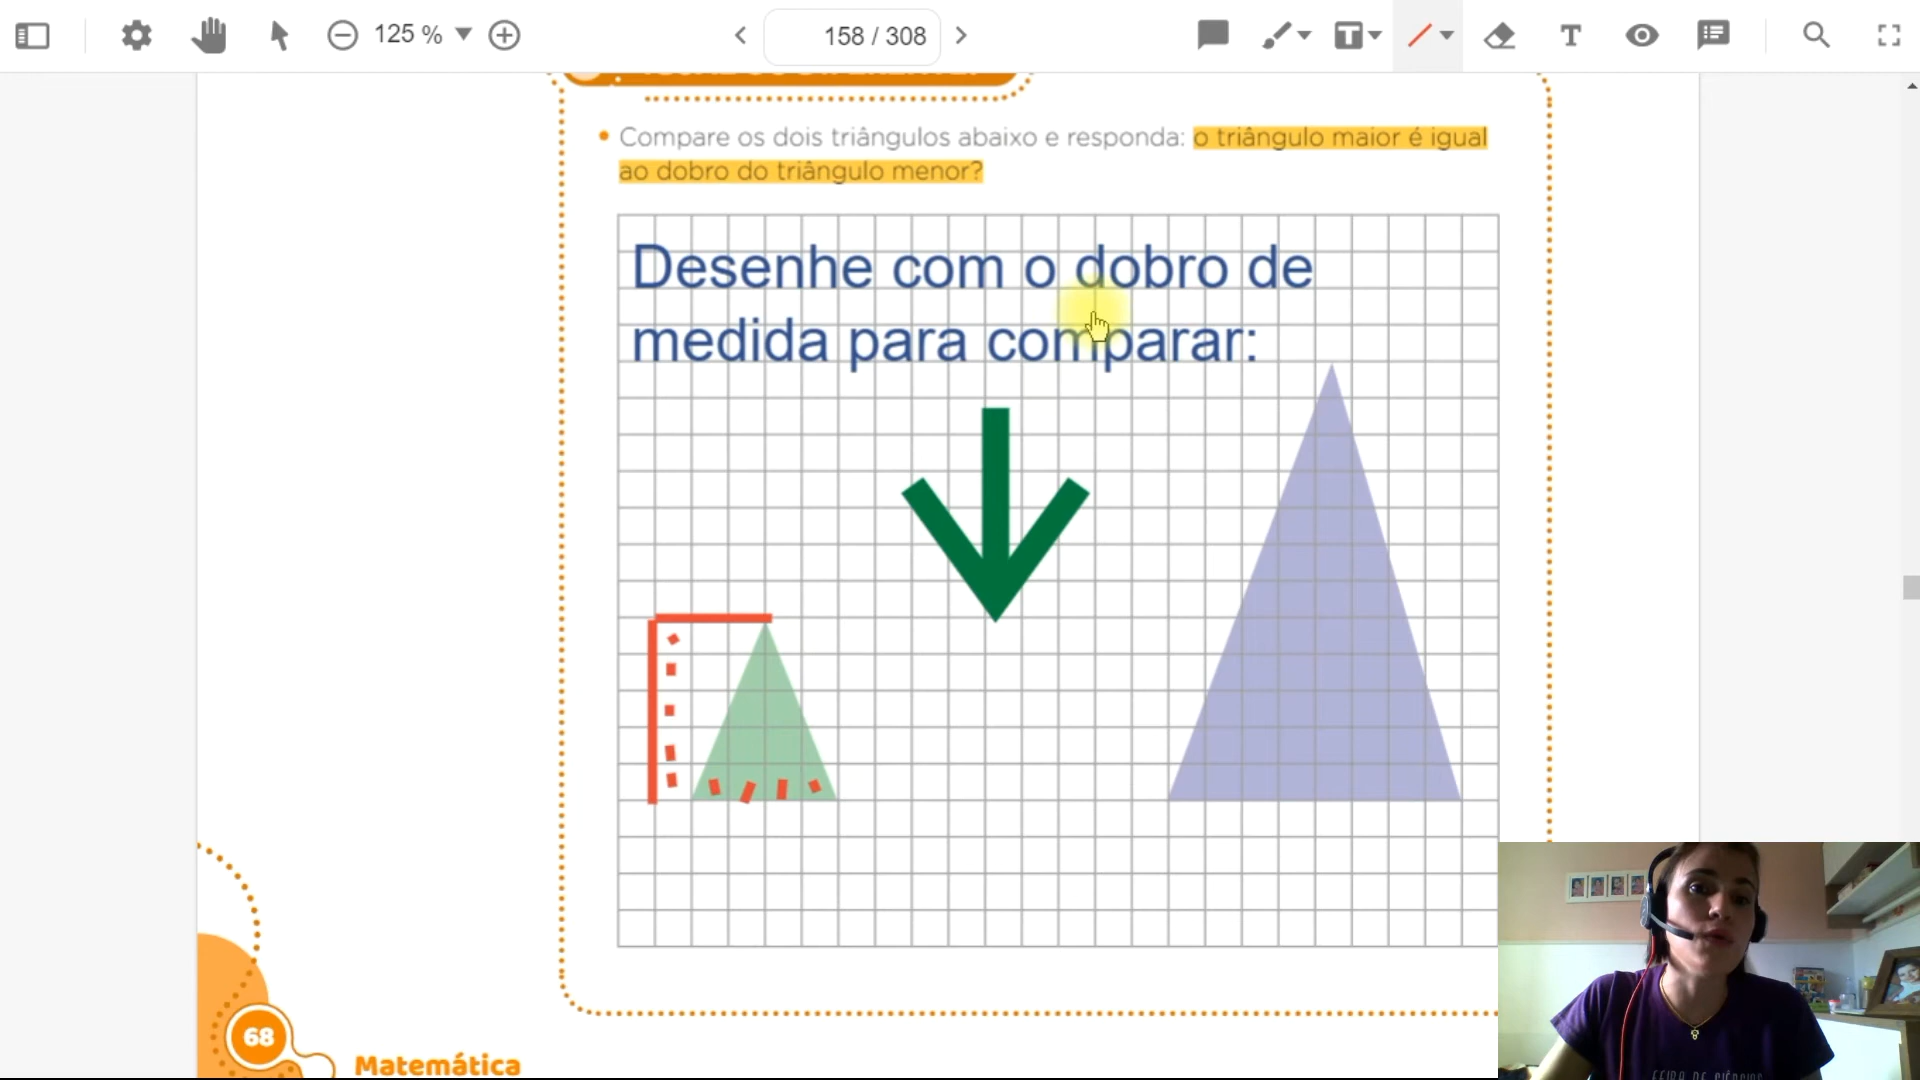 125 %
158 / 308
Compare os dois triângulos abaixo e responda: o triângulo maior é igual
ao dobro do triângulo menor?
Desenhe com o dobro de
medida para comparar:
68
Matemática